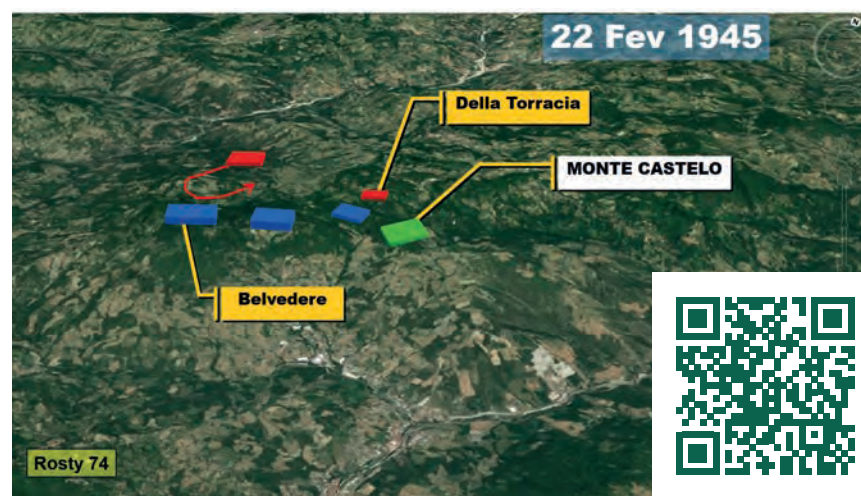 22 Fev 1945
Della Torracia
MONTE CASTELO
Belvedere
Rosty 74